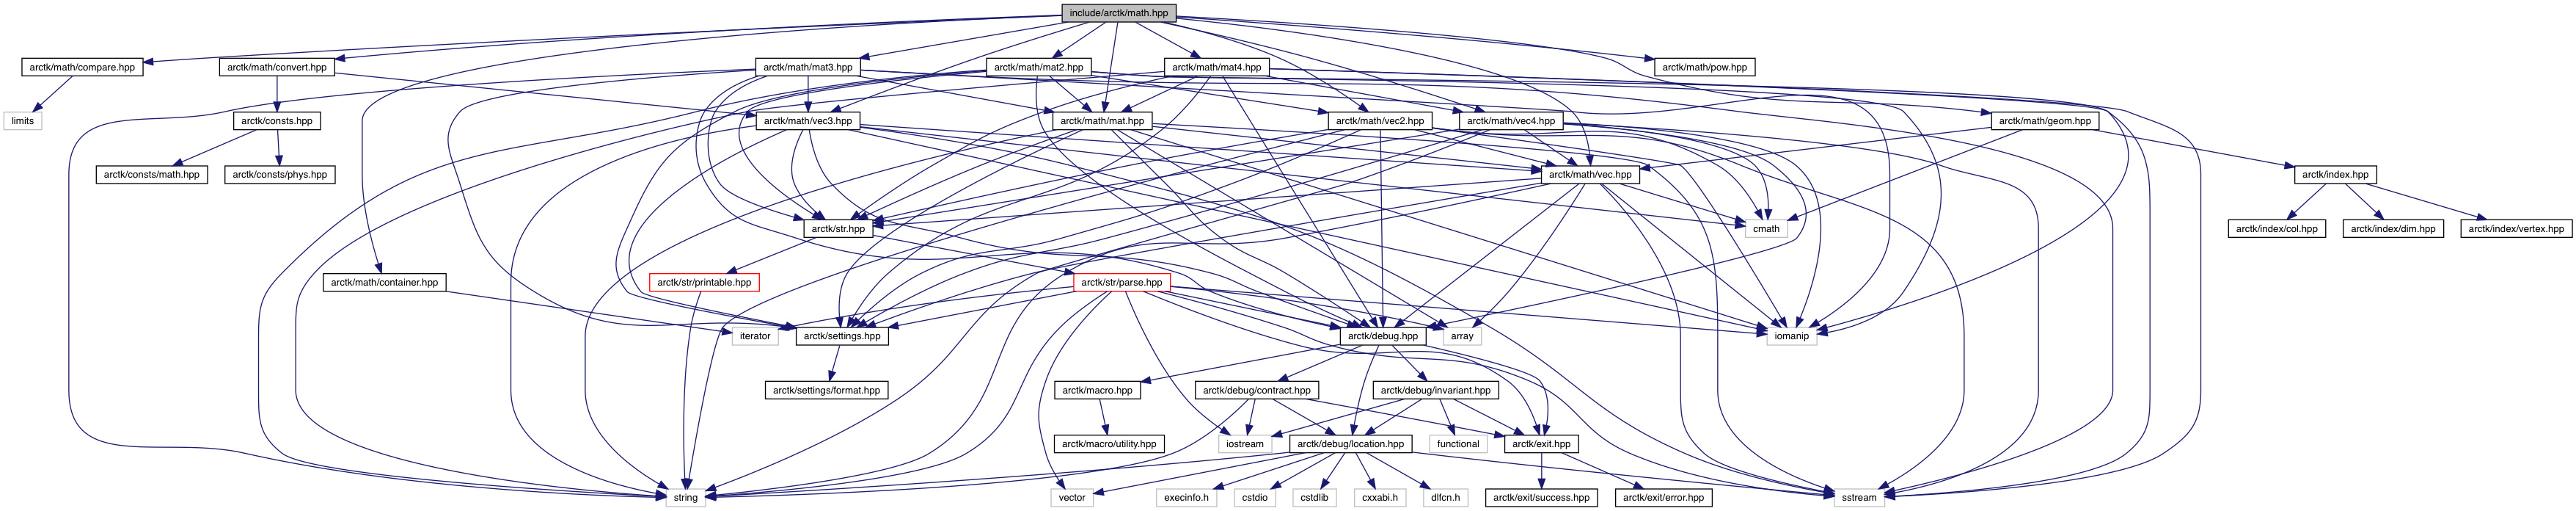 include/arctk/math.hpp
arctk/math/compare.hpp
arctk/math/convert.hpp
arctk/math/mat3.hpp
arctk/math/mat2.hpp
arctk/math/mat4.hpp
arctk/math/pow.hpp
limits
arctk/consts.hpp
arctk/math/vec3.hpp
arctk/math/mat.hpp
arctk/math/vec2.hpp
arctk/math/vec4.hpp
arctk/math/geom.hpp
arctk/consts/math.hpp
arctk/consts/phys.hpp
arctk/math/vec.hpp
arctk/index.hpp
arctk/str.hpp
cmath
arctk/index/col.hpp
arctk/index/dim.hpp
arctk/index/vertex.hpp
arctk/math/container.hpp
arctk/str/printable.hpp
arctk/str/parse.hpp
iterator
arctk/settings.hpp
arctk/debug.hpp
array
iomanip
arctk/settings/format.hpp
arctk/macro.hpp
arctk/debug/contract.hpp
arctk/debug/invariant.hpp
arctk/macro/utility.hpp
iostream
arctk/debug/location.hpp
functional
arctk/exit.hpp
string
vector
execinfo.h
cstdio
cstdlib
cxxabi.h
dlfcn.h
arctk/exit/success.hpp
arctk/exit/error.hpp
sstream